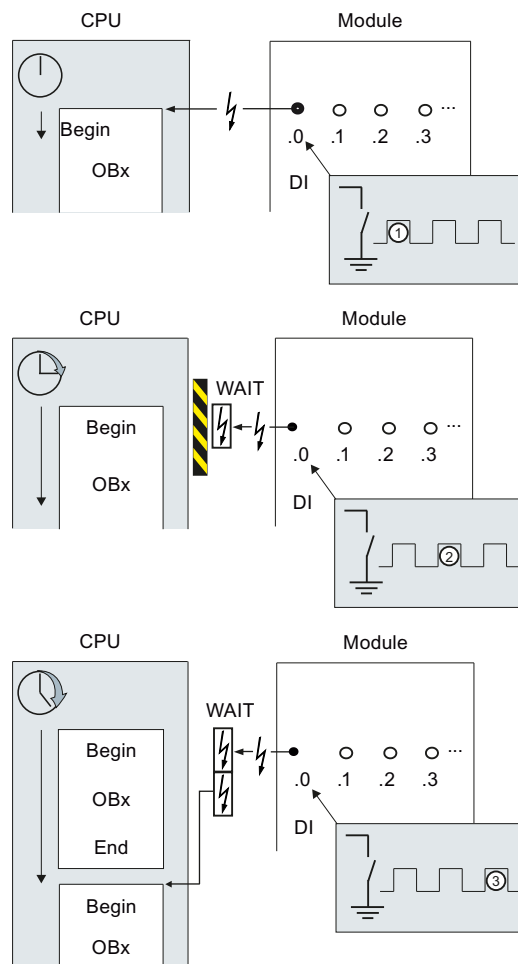 CPU
Module
Begin
OBx
.0
.1
.2
.3
...
DI
1
CPU
Module
WAIT
Begin
OBx
.0
.1
.2
.3
...
DI
2
CPU
Module
WAIT
Begin
OBx
End
.0
.1
.2
.3
...
DI
3
Begin
OBx